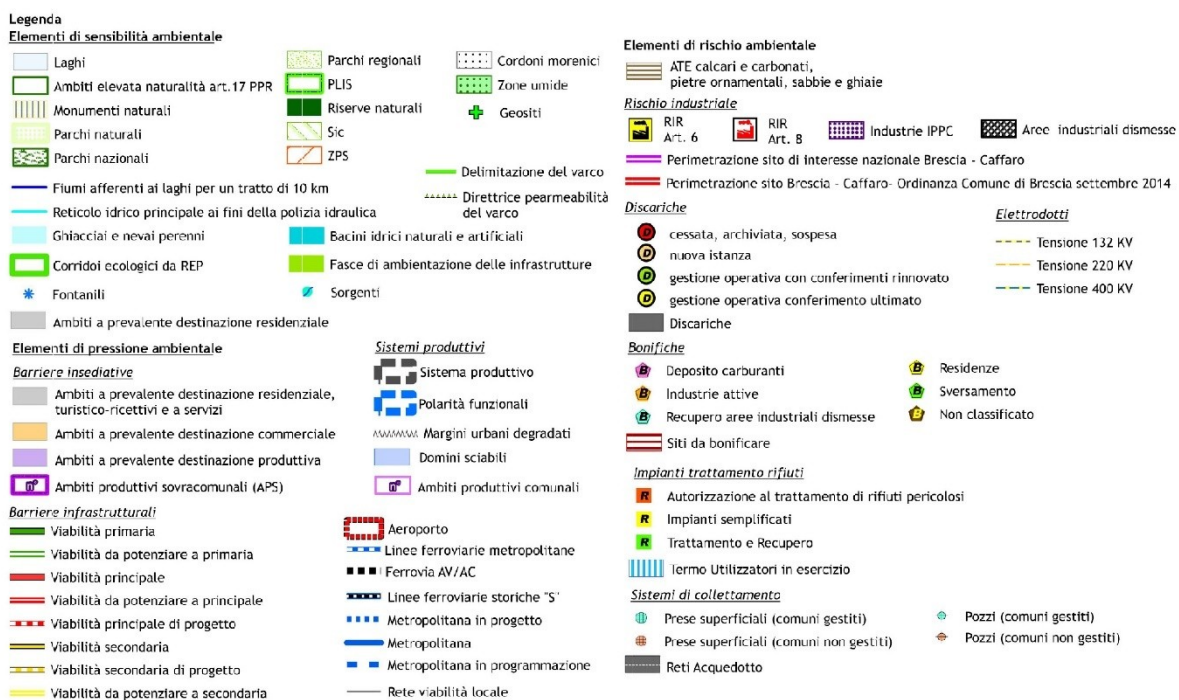 Legenda
Elementi di sensibilità ambientale
Laghi
Ambiti elevata naturalità art.17 PPR
Monumenti naturali
Parchi naturali
Parchi nazionali
Parchi regionali
PLIS
Riserve naturali
Sic
ZPS
Cordoni morenici
Zone umide
Geositi
Fiumi afferenti ai laghi per un tratto di 10 km
Reticolo idrico principale ai fini della polizia idraulica
Ghiacciai e nevai perenni
Corridoi ecologici da REP
Fontanili
Ambiti a prevalente destinazione residenziale
Delimitazione del varco
Direttrice pearmeabilità
del varco
Bacini idrici naturali e artificiali
Fasce di ambientazione delle infrastrutture
Sorgenti
Elementi di pressione ambientale
Barriere insediative
Ambiti a prevalente destinazione residenziale,
turistico-ricettivi e a servizi
Ambiti a prevalente destinazione commerciale
Ambiti a prevalente destinazione produttiva
n° Ambiti produttivi sovracomunali (APS)
Sistemi produttivi
Sistema produttivo
Polarità funzionali
Margini urbani degradati
Domini sciabili
n° Ambiti produttivi comunali
Barriere infrastrutturali
Viabilità primaria
Viabilità da potenziare a primaria
Viabilità principale
Viabilità da potenziare a principale
Viabilità principale di progetto
Viabilità secondaria
Viabilità secondaria di progetto
Viabilità da potenziare a secondaria
Aeroporto
Linee ferroviarie metropolitane
Ferrovia AV/AC
Linee ferroviarie storiche "S"
Metropolitana in progetto
Metropolitana
Metropolitana in programmazione
Rete viabilità locale
Elementi di rischio ambientale
ATE calcari e carbonati,
pietre ornamentali, sabbie e ghiaie
Rischio industriale
RIR
Art. 6
RIR
Art. 8
Industrie IPPC
Aree industriali dismesse
Perimetrazione sito di interesse nazionale Brescia - Caffaro
Perimetrazione sito Brescia - Caffaro- Ordinanza Comune di Brescia settembre 2014
Discariche
D cessata, archiviata, sospesa
D nuova istanza
D gestione operativa con conferimenti rinnovato
D gestione operativa conferimento ultimato
Discariche
Elettrodotti
Tensione 132 KV
Tensione 220 KV
Tensione 400 KV
Bonifiche
B Deposito carburanti
B Industrie attive
B Recupero aree industriali dismesse
B Residenze
B Sversamento
B Non classificato
Siti da bonificare
Impianti trattamento rifiuti
R Autorizzazione al trattamento di rifiuti pericolosi
R Impianti semplificati
R Trattamento e Recupero
Termo Utilizzatori in esercizio
Sistemi di collettamento
Prese superficiali (comuni gestiti)
Prese superficiali (comuni non gestiti)
Pozzi (comuni gestiti)
Pozzi (comuni non gestiti)
Reti Acquedotto